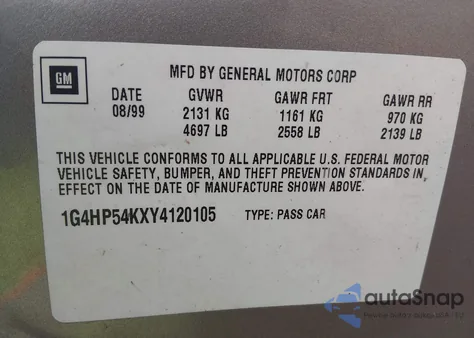 GM
MFD BY GENERAL MOTORS CORP
DATE GVWR GAWR FRT GAWR RR
08/99 2131 KG 1161 KG 970 KG
4697 LB 2558 LB 2139 LB
THIS VEHICLE CONFORMS TO ALL APPLICABLE U.S. FEDERAL MOTOR
VEHICLE SAFETY, BUMPER, AND THEFT PREVENTION STANDARDS IN
EFFECT ON THE DATE OF MANUFACTURE SHOWN ABOVE.
1G4HP54KXY4120105 TYPE: PASS CAR
autoSnap